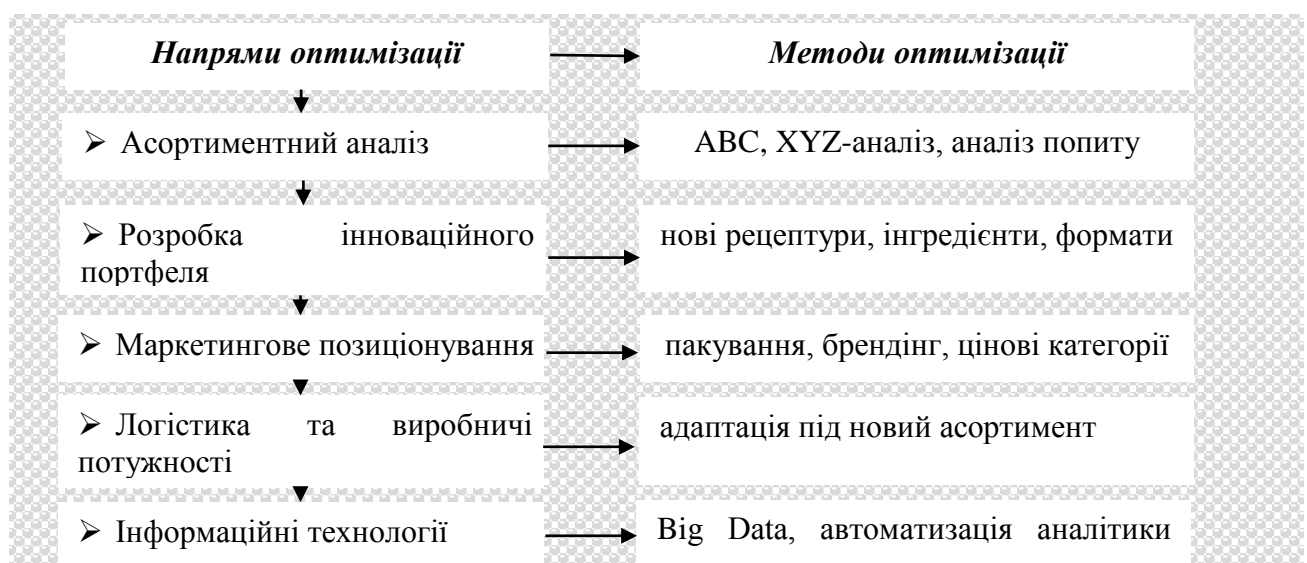 Напрями оптимізації
Методи оптимізації
➢ Асортиментний аналіз
ABC, XYZ-аналіз, аналіз попиту
➢ Розробка інноваційного
портфеля
нові рецептури, інгредієнти, формати
➢ Маркетингове позиціонування
пакування, брендінг, цінові категорії
➢ Логістика та виробничі
потужності
адаптація під новий асортимент
➢ Інформаційні технології
Big Data, автоматизація аналітики